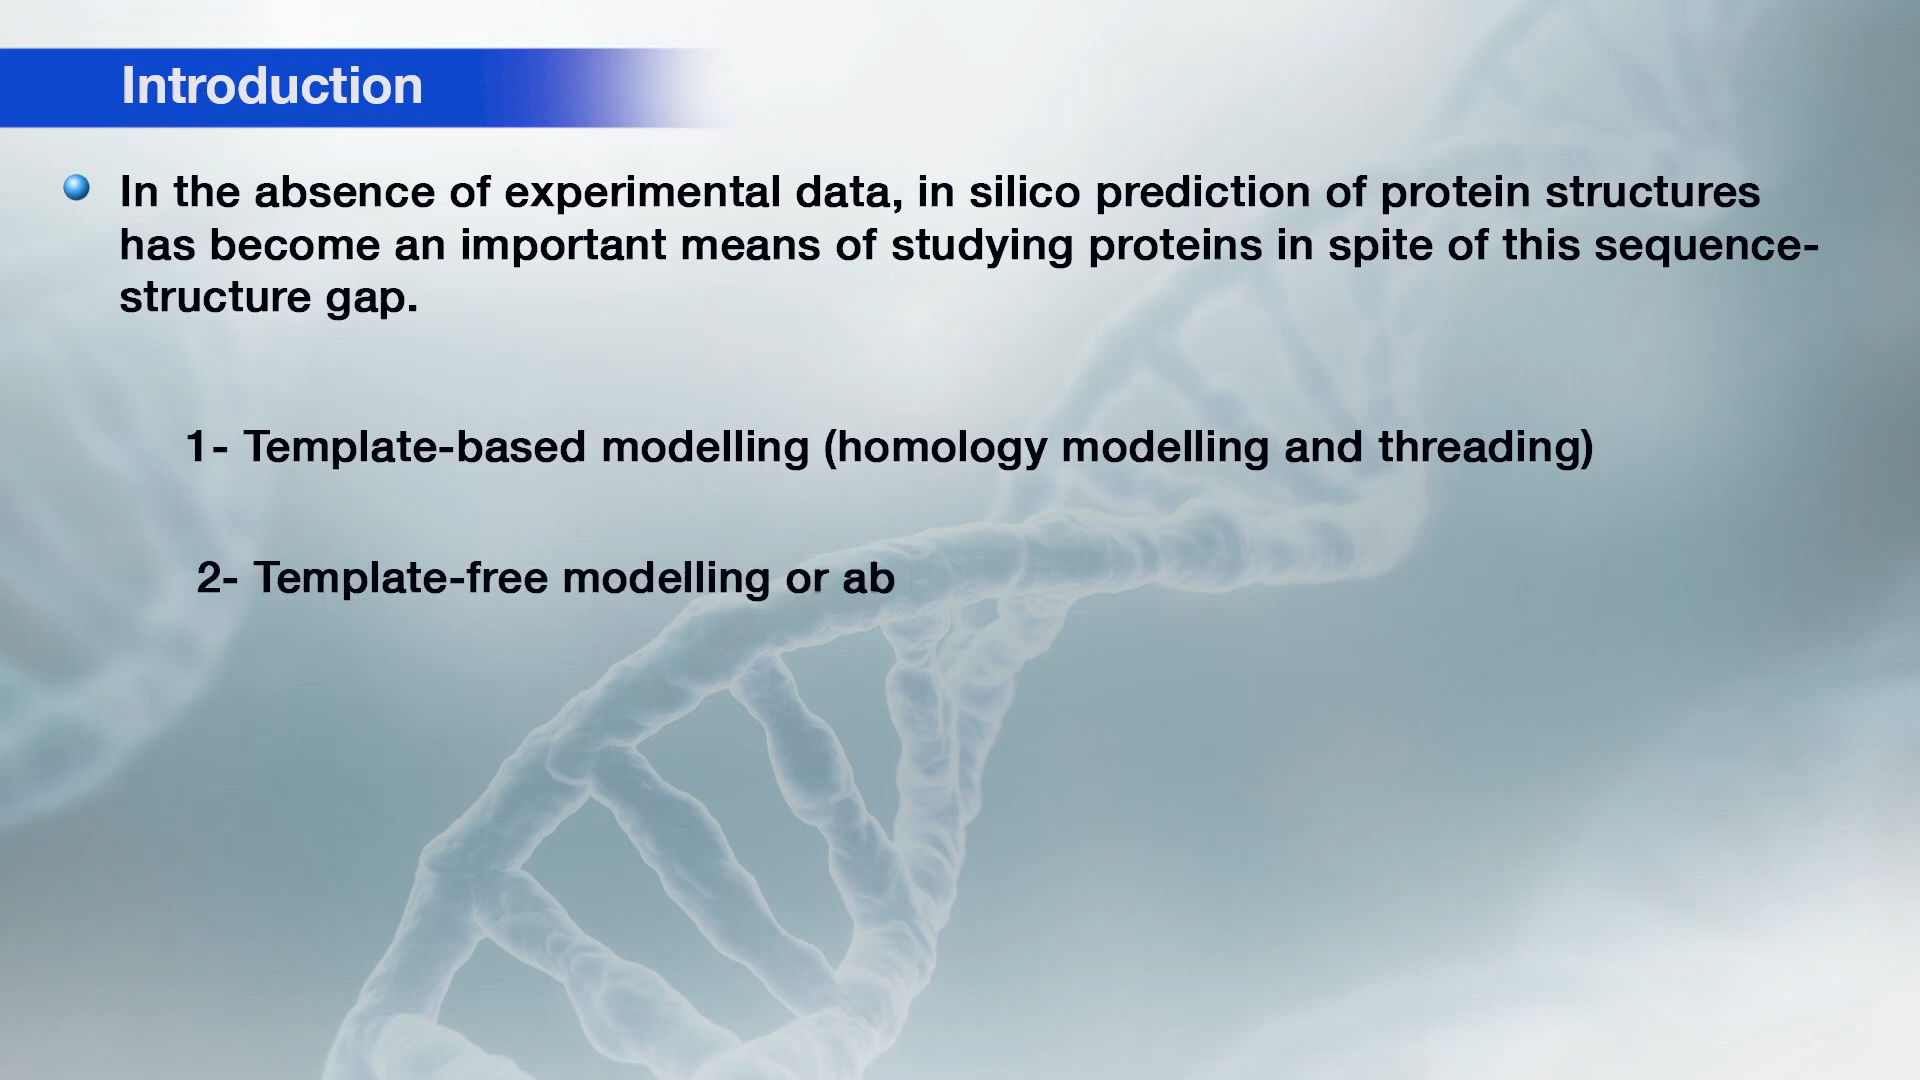 Introduction
In the absence of experimental data, in silico prediction of protein structures
has become an important means of studying proteins in spite of this sequence-
structure gap.
1- Template-based modelling (homology modelling and threading)
2- Template-free modelling or ab